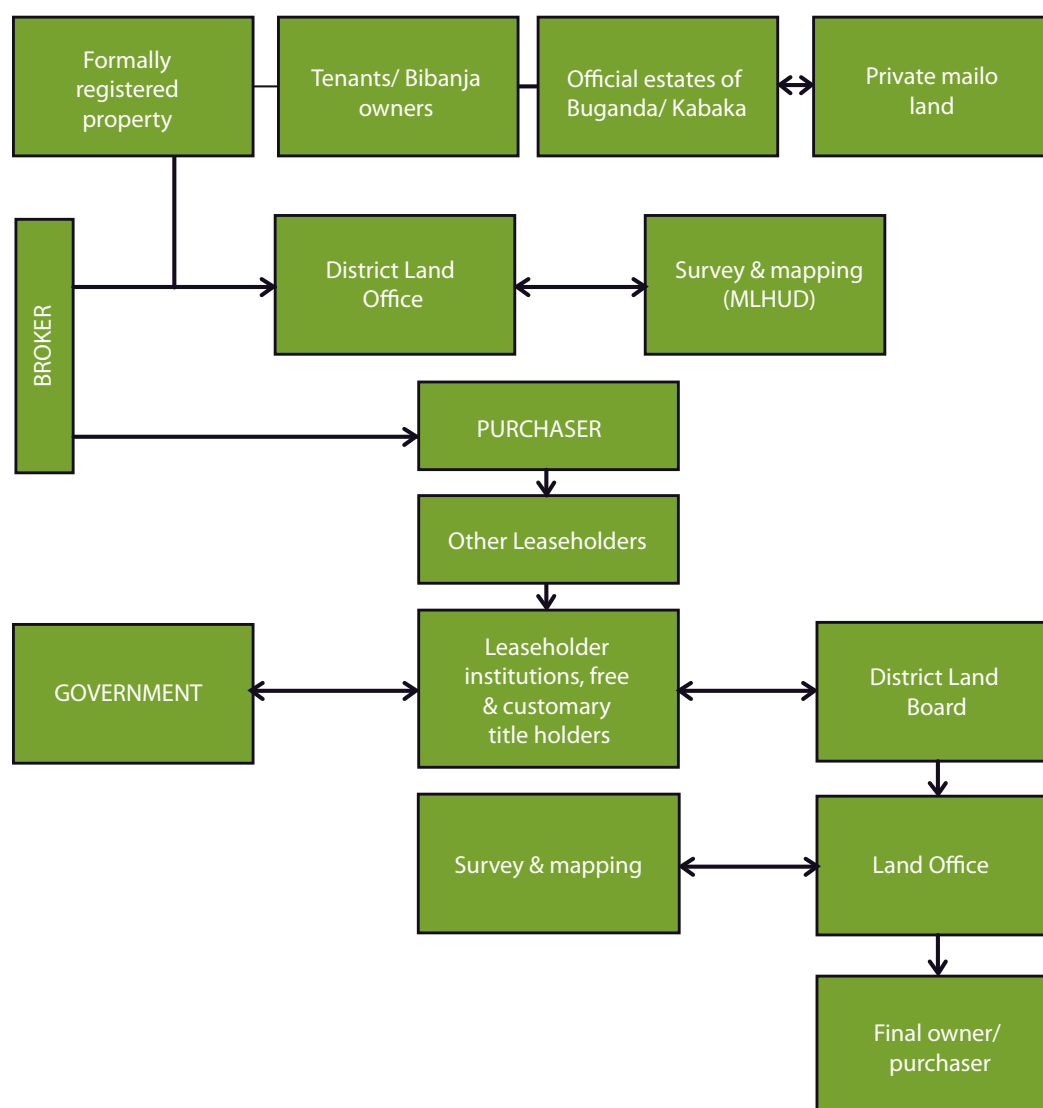 Formally
registered
property
Tenants/ Bibanja
owners
Official estates of
Buganda/ Kabaka
Private mailo
land
BROKER
District Land
Office
Survey & mapping
(MLHUD)
PURCHASER
Other Leaseholders
GOVERNMENT
Leaseholder
institutions, free
& customary
title holders
District Land
Board
Survey & mapping
Land Office
Final owner/
purchaser